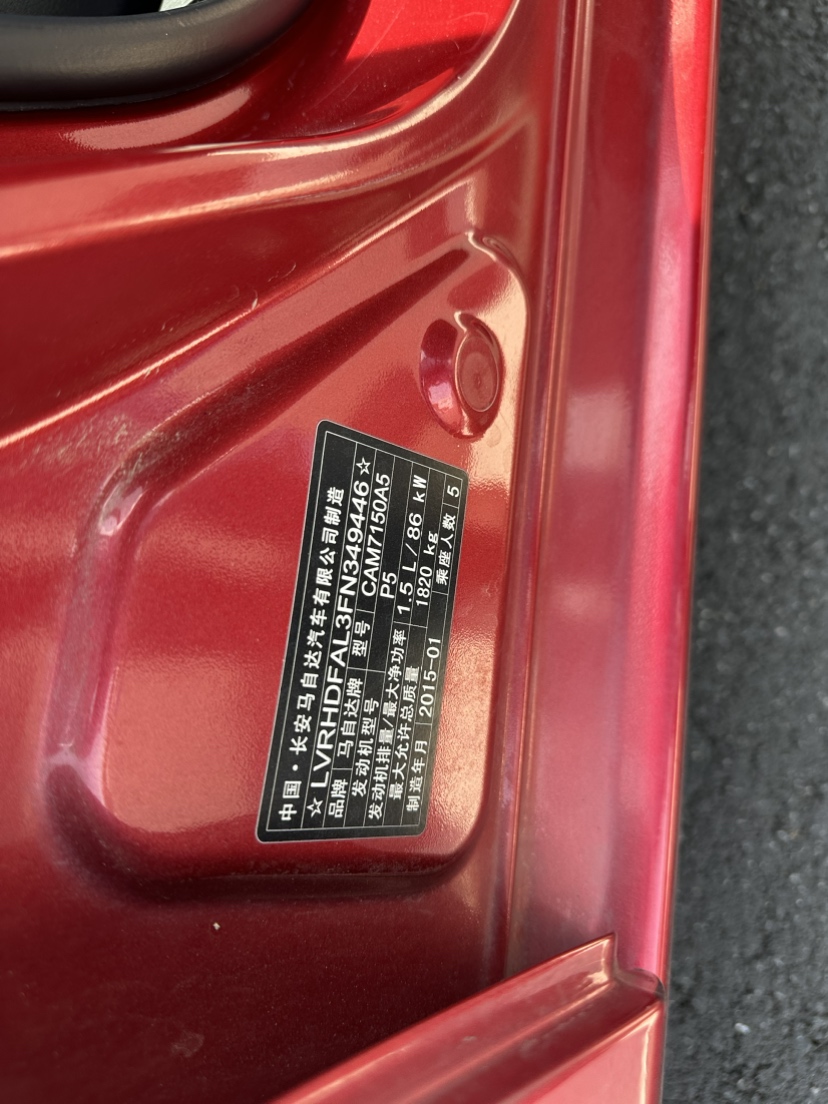 中国·长安马自达汽车有限公司制造
☆LVRHDFAL3FN349446☆
品牌 马自达牌 型号 CAM7150A5
发动机型号 P5
发动机排量/最大净功率 1.5 L/86 kW
最大允许总质量 1820 kg
制造年月 2015-01 乘座人数 5